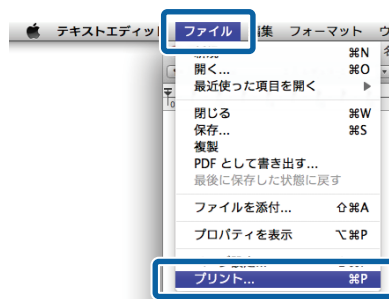 テキストエディッ ファイル 集 フォーマット
⌘N
開く... ⌘O
最近使った項目を開く ▶
閉じる ⌘W
保存... ⌘S
複製
PDF として書き出す...
最後に保存した状態に戻す
ファイルを添付... ⇧⌘A
プロパティを表示 ⌥⌘P
プリント... ⌘P